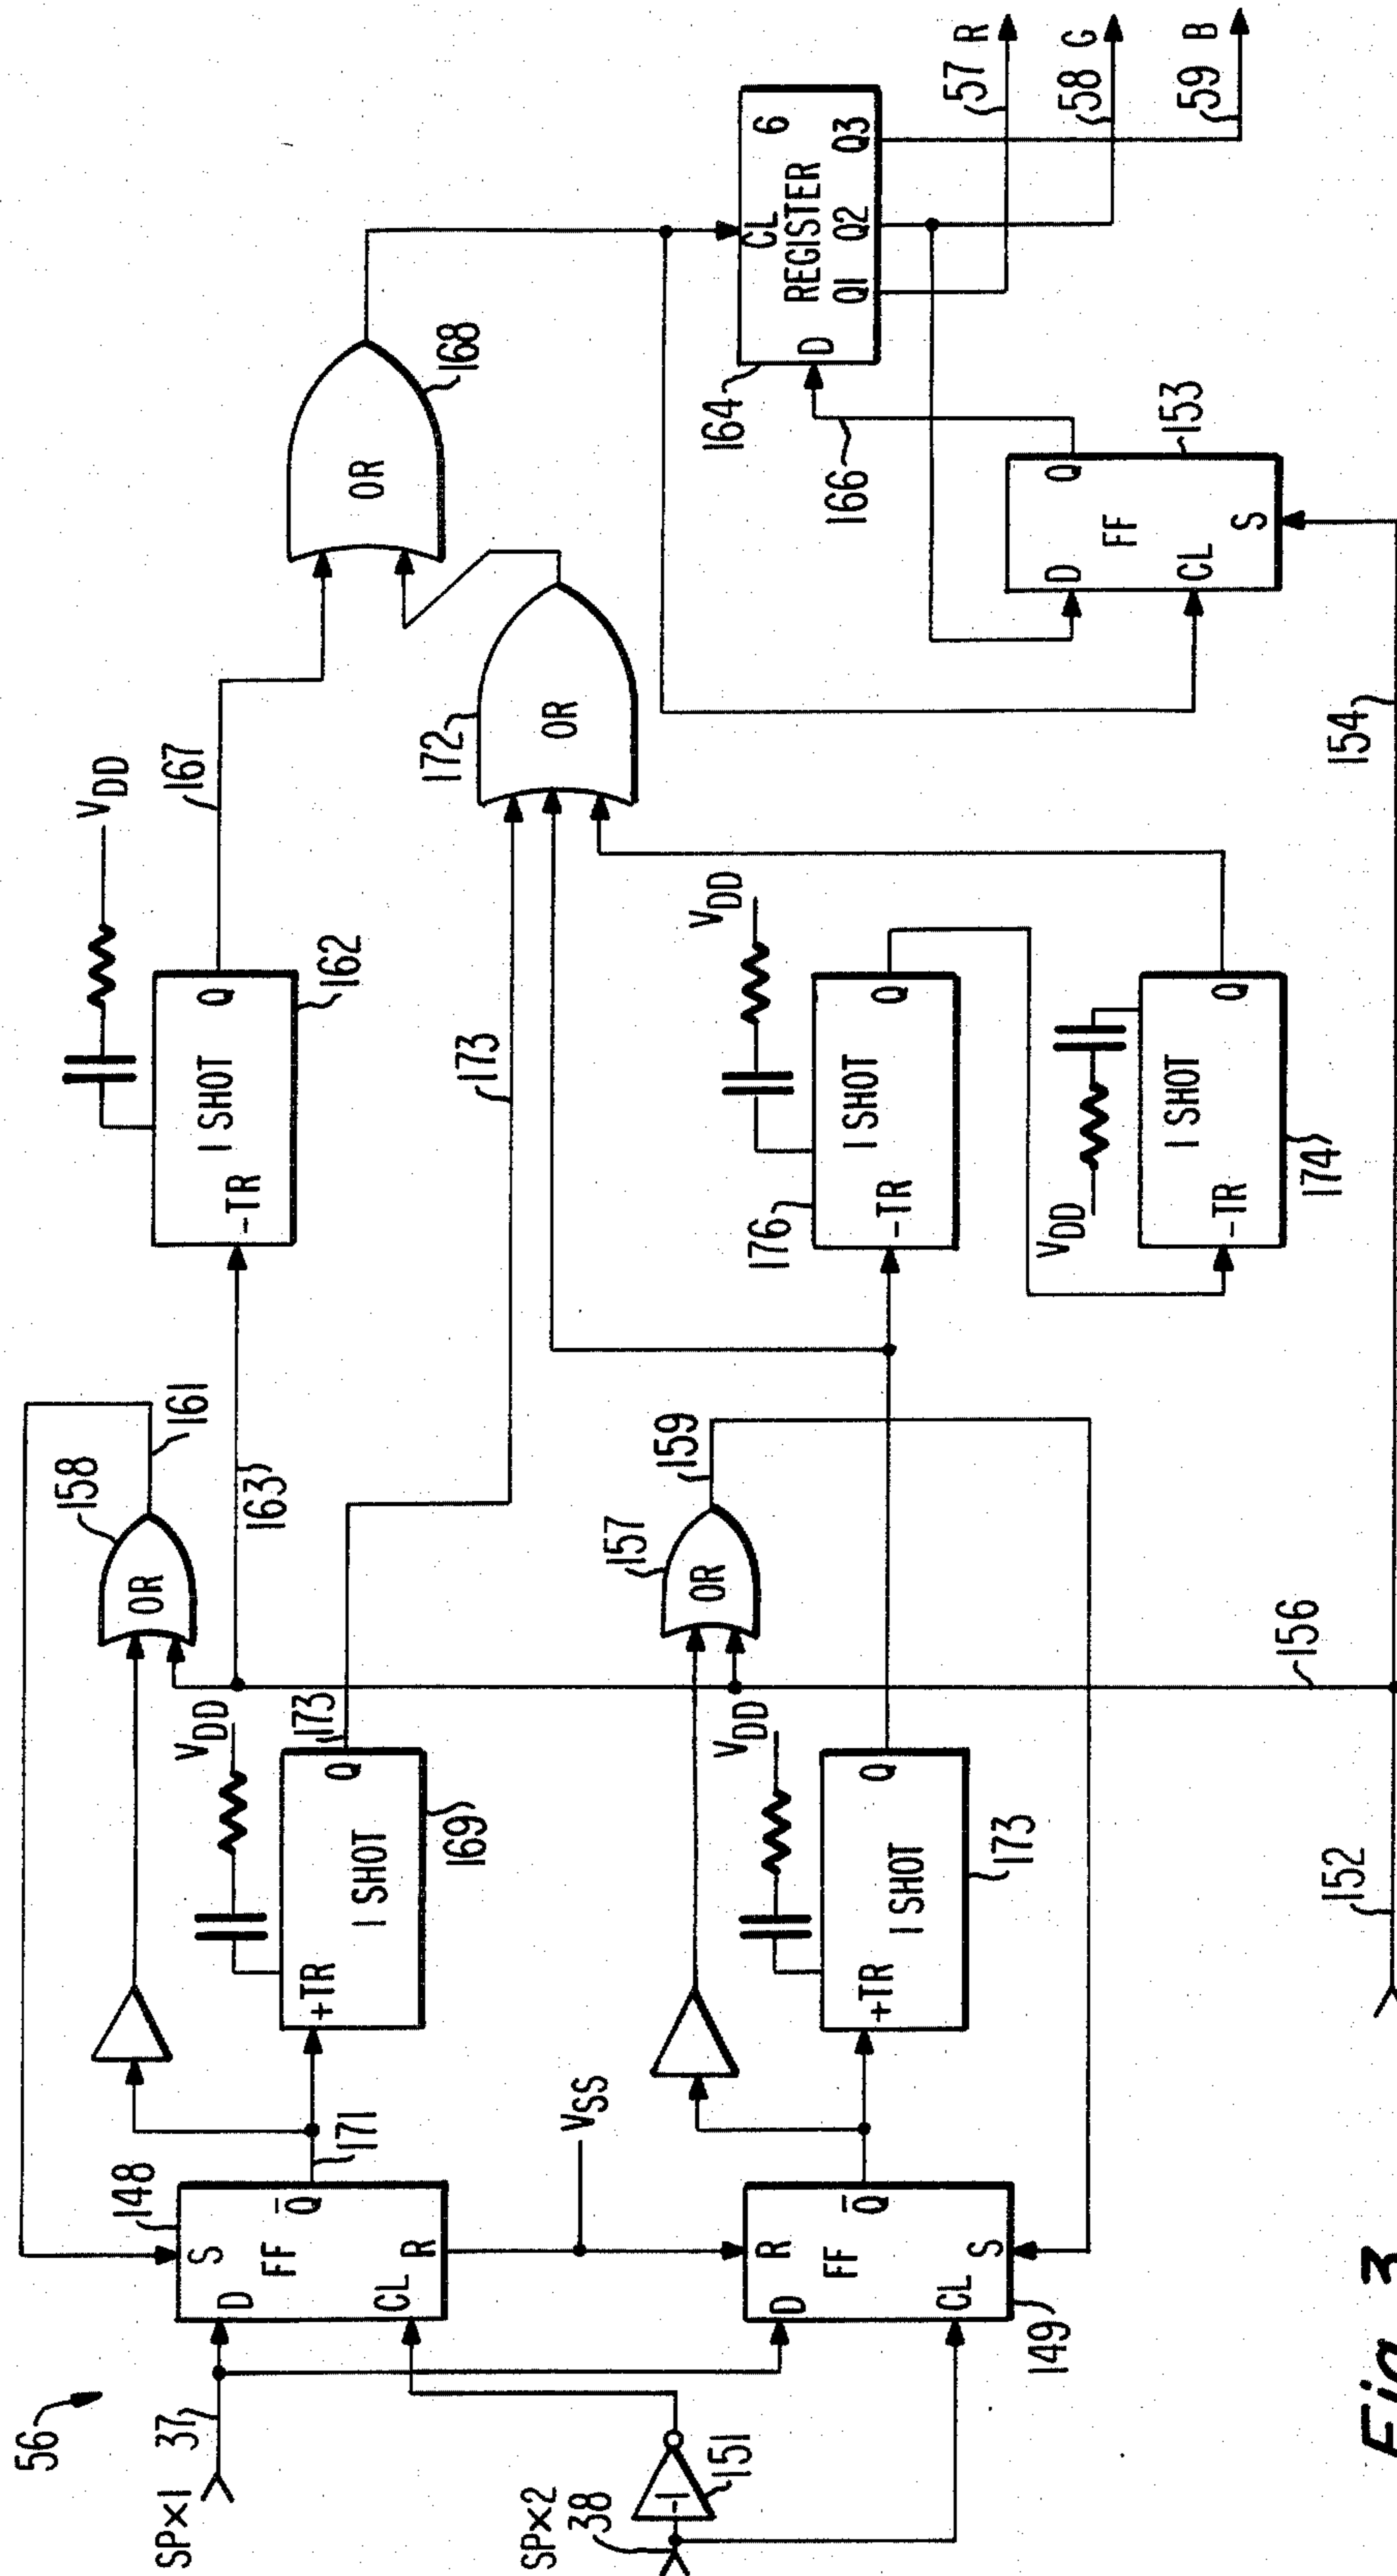 56
SP×1
37
148
S
D
FF
Q̄
CL
R
171
158
OR
161
VDD
+TR
1 SHOT
Q
173
169
163
VDD
-TR
1 SHOT
Q
162
167
OR
168
173
172
OR
SP×2
38
-1
151
VSS
R
D
FF
Q̄
CL
S
149
157
OR
159
VDD
+TR
1 SHOT
Q
173
VDD
176
-TR
1 SHOT
Q
VDD
-TR
1 SHOT
Q
174
CL
6
REGISTER
D
Q1
Q2
Q3
164
166
D
FF
Q
CL
S
153
57
R
58
G
59
B
152
156
154
Fig 3